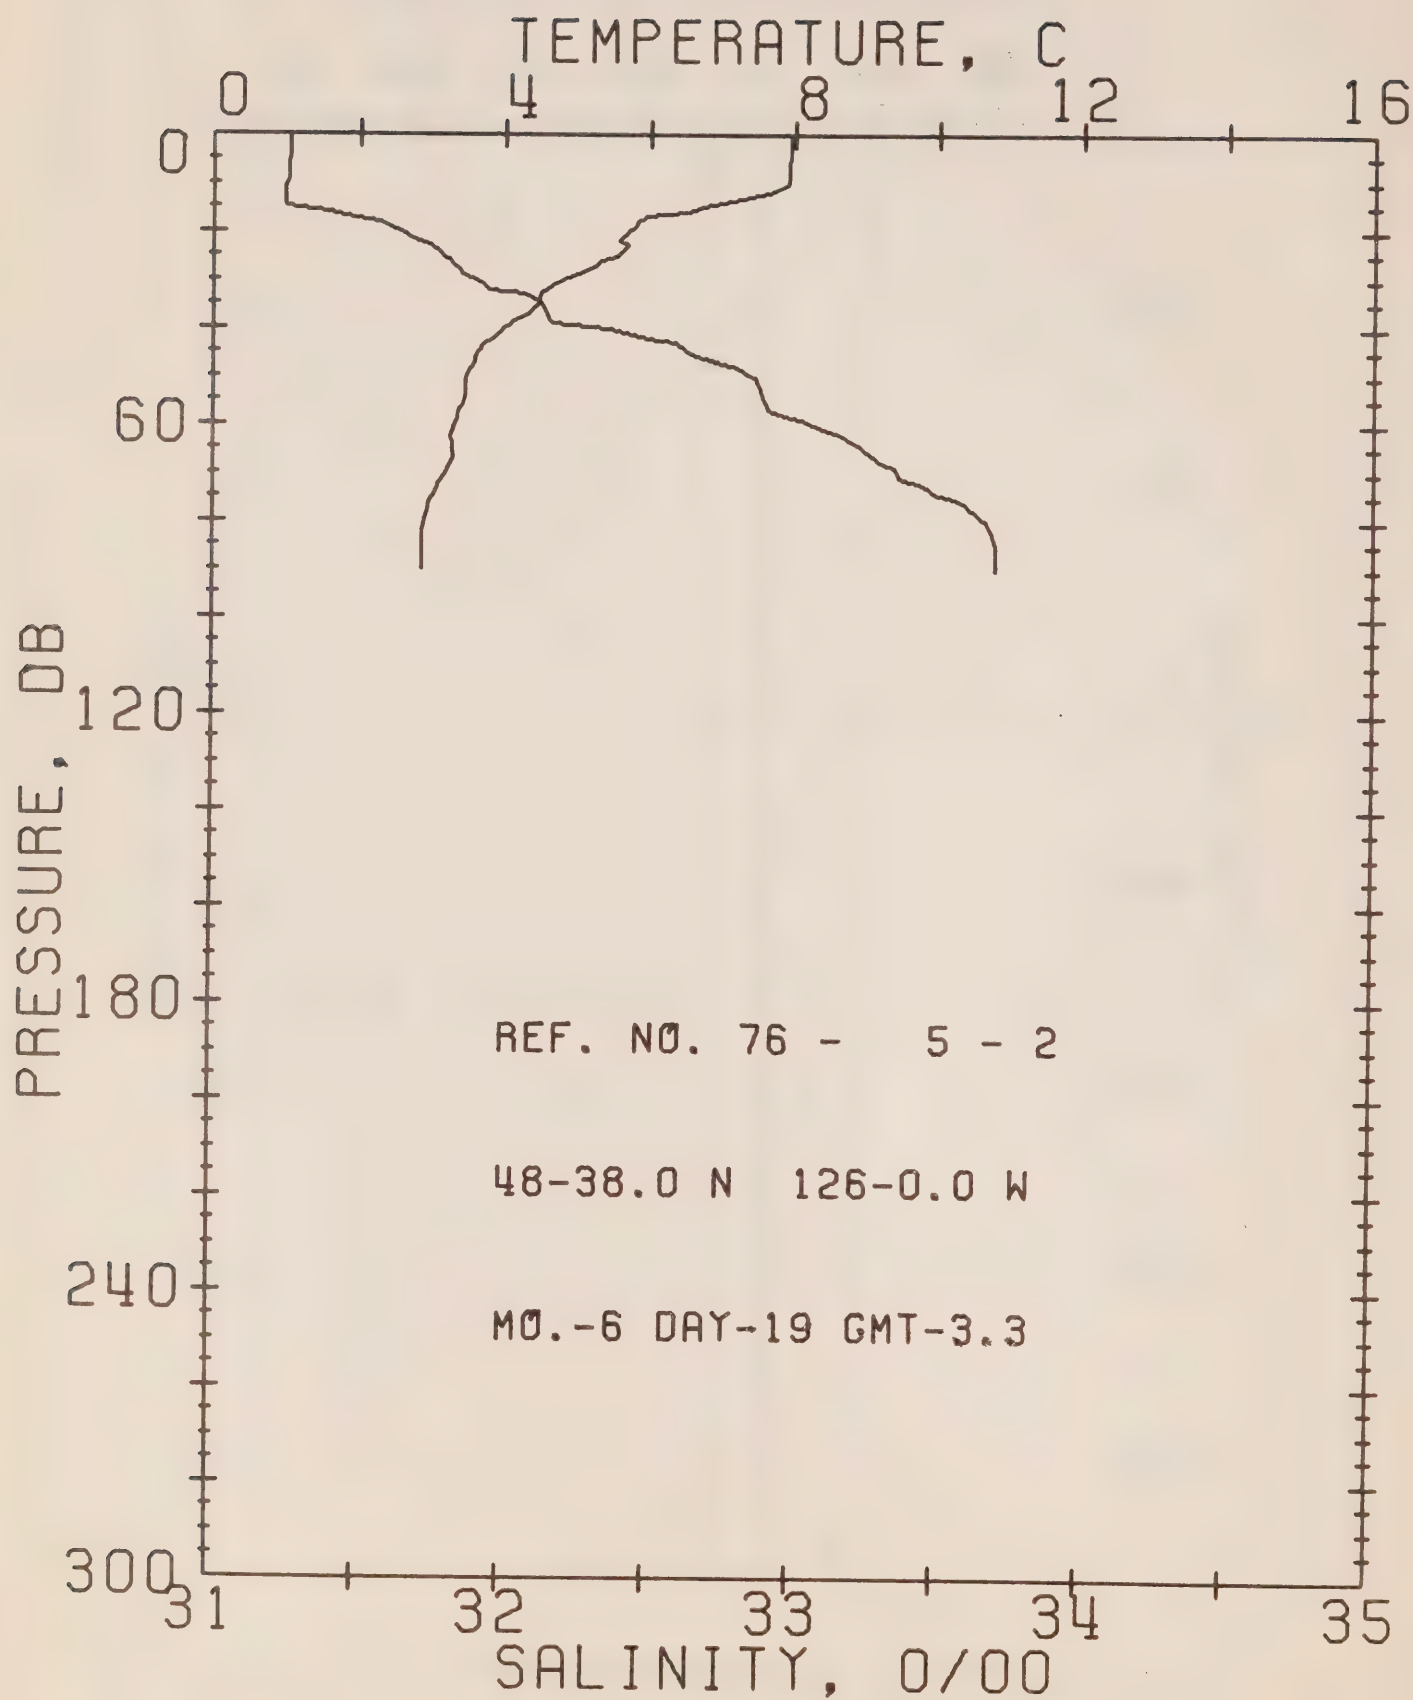 TEMPERATURE, C
0 4 8 12 16
0
60
120
180
240
300
PRESSURE, DB
REF. NO. 76 - 5 - 2
48-38.0 N 126-0.0 W
MO.-6 DAY-19 GMT-3.3
31 32 33 34 35
SALINITY, 0/00